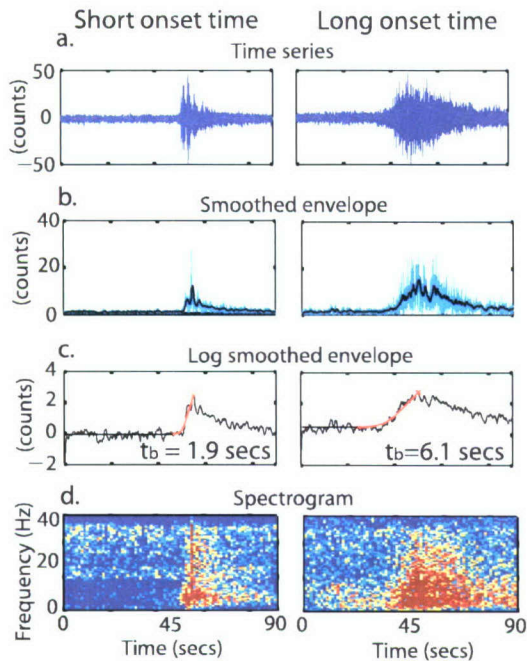 Short onset time Long onset time
a.
Time series
50
0
−50
(counts)
b.
Smoothed envelope
40
20
0
(counts)
c.
Log smoothed envelope
4
2
0
−2
(counts)
t_b = 1.9 secs
t_b=6.1 secs
d.
Spectrogram
40
20
0
Frequency (Hz)
0 45 90 0 45 90
Time (secs) Time (secs)